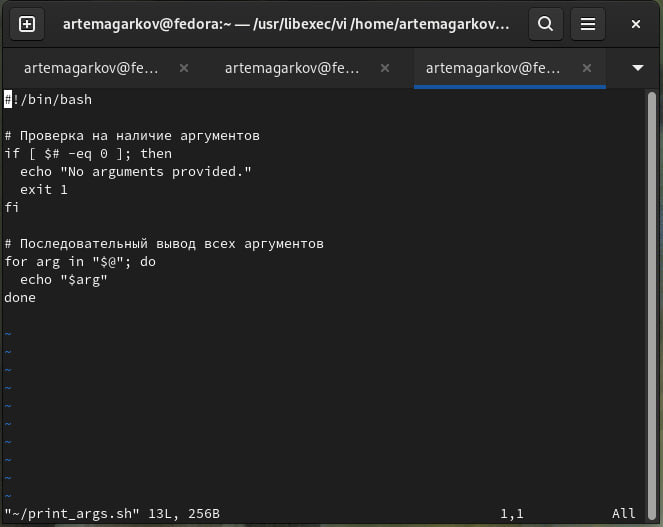 artemagarkov@fedora:~ — /usr/libexec/vi /home/artemagarkov...
artemagarkov@fe...
artemagarkov@fe...
artemagarkov@fe...
#!/bin/bash
# Проверка на наличие аргументов
if [ $# -eq 0 ]; then
  echo "No arguments provided."
  exit 1
fi
# Последовательный вывод всех аргументов
for arg in "$@"; do
  echo "$arg"
done
~
~
~
~
~
~
~
~
~
~
"~/print_args.sh" 13L, 256B 1,1 All